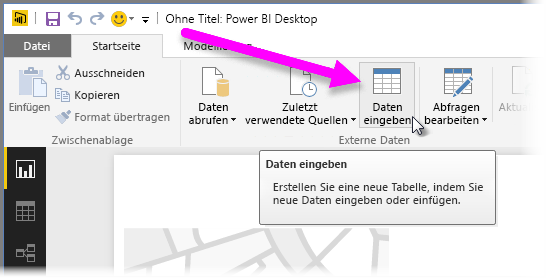 Ohne Titel: Power BI Desktop
Datei
Startseite
Einfügen
Ausschneiden
Kopieren
Format übertragen
Zwischenablage
Daten
abrufen
Zuletzt
verwendete Quellen
Daten
eingeben
Abfragen
bearbeiten
Externe Daten
Daten eingeben
Erstellen Sie eine neue Tabelle, indem Sie
neue Daten eingeben oder einfügen.